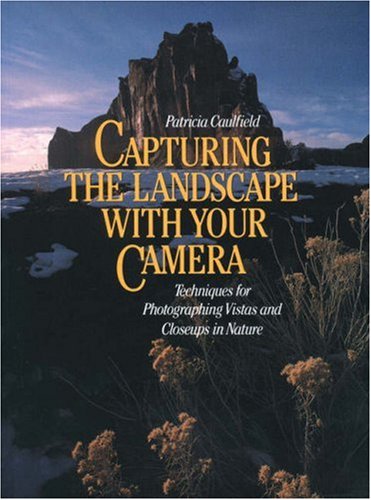 Patricia Caulfield
CAPTURING
THE LANDSCAPE
WITH YOUR
CAMERA
Techniques for
Photographing Vistas and
Closeups in Nature